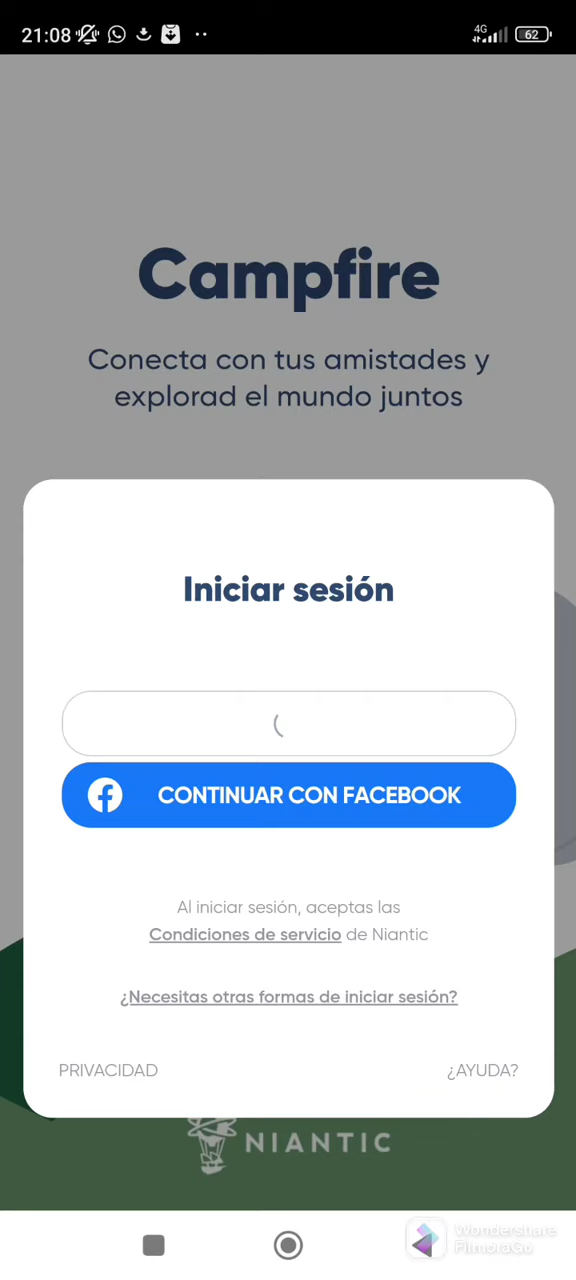 21:08
4G
62
Campfire
Conecta con tus amistades y
explorad el mundo juntos
Iniciar sesión
CONTINUAR CON FACEBOOK
Al iniciar sesión, aceptas las
Condiciones de servicio de Niantic
¿Necesitas otras formas de iniciar sesión?
PRIVACIDAD
¿AYUDA?
NIANTIC
Wondershare
FilmoraGo